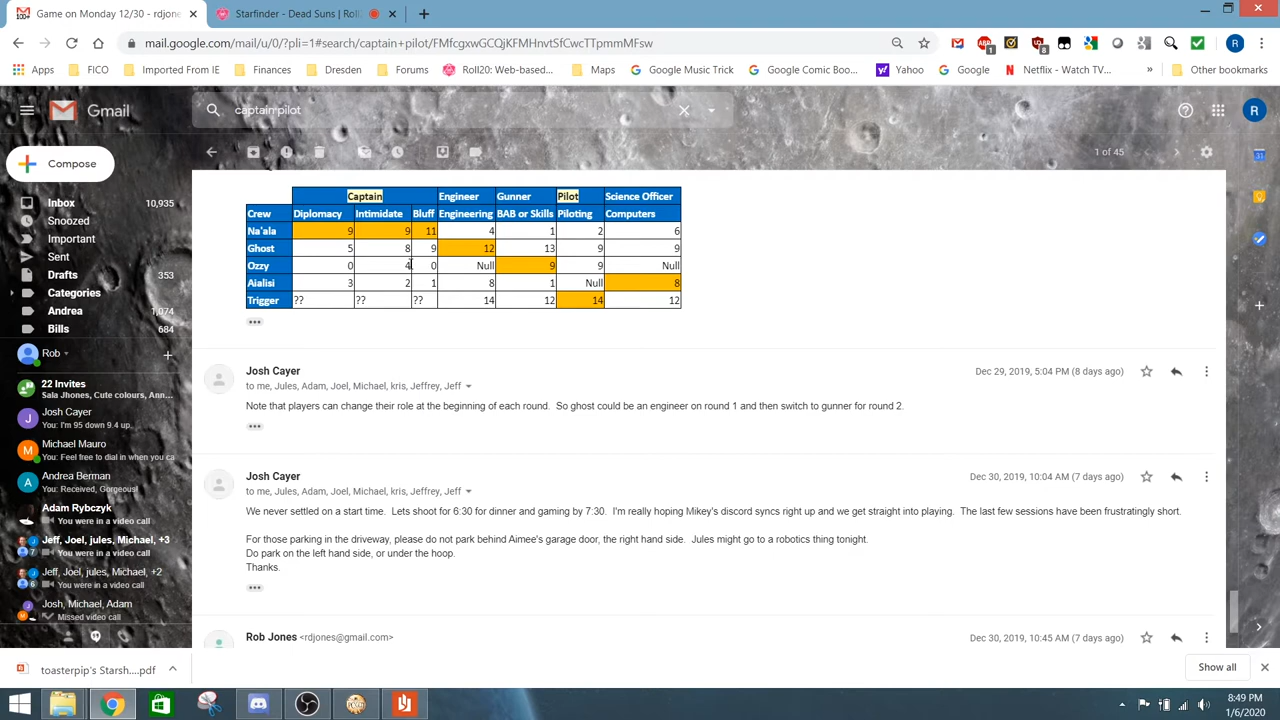 100+
Game on Monday 12/30 - rdjones
Starfinder - Dead Suns | Roll
mail.google.com/mail/u/0/?pli=1#search/captain+pilot/FMfcgxwGCQjKFMHnvtSfCwcTTpmmMFsw
ABP
1
8
R
Apps
FICO
Imported From IE
Finances
Dresden
Forums
Roll20: Web-based...
Maps
Google Music Trick
Google Comic Boo...
Yahoo
Google
Netflix - Watch TV...
»
Other bookmarks
Gmail
captain pilot
R
Compose
1 of 45
31
Inbox 10,935
Snoozed
Important
Sent
Drafts 353
Categories
Andrea 1,074
Bills 684
Rob
22 Invites
Sala Jhones, Cute colours, Ann...
J
Josh Cayer
You: I'm 95 down 9.4 up.
M
Michael Mauro
You: Feel free to dial in when you ca
A
Andrea Berman
You: Received, Gorgeous!
Adam Rybczyk
You were in a video call
Jeff, Joel, jules, Michael, +3
7
You were in a video call
Jeff, Joel, jules, Michael, +2
6
You were in a video call
Josh, Michael, Adam
Missed video call
Captain Engineer Gunner Pilot Science Officer
Crew Diplomacy Intimidate Bluff Engineering BAB or Skills Piloting Computers
Na'ala 9 9 11 4 1 2 6
Ghost 5 8 9 12 13 9 9
Ozzy 0 4 0 Null 9 9 Null
Aialisi 3 2 1 8 1 Null 8
Trigger ?? ?? ?? 14 12 14 12
Josh Cayer Dec 29, 2019, 5:04 PM (8 days ago)
to me, Jules, Adam, Joel, Michael, kris, Jeffrey, Jeff
Note that players can change their role at the beginning of each round. So ghost could be an engineer on round 1 and then switch to gunner for round 2.
Josh Cayer Dec 30, 2019, 10:04 AM (7 days ago)
to me, Jules, Adam, Joel, Michael, kris, Jeffrey, Jeff
We never settled on a start time. Lets shoot for 6:30 for dinner and gaming by 7:30. I'm really hoping Mikey's discord syncs right up and we get straight into playing. The last few sessions have been frustratingly short.
For those parking in the driveway, please do not park behind Aimee's garage door, the right hand side. Jules might go to a robotics thing tonight.
Do park on the left hand side, or under the hoop.
Thanks.
Rob Jones <rdjones@gmail.com> Dec 30, 2019, 10:45 AM (7 days ago)
toasterpip's Starsh....pdf
Show all
8:49 PM
1/6/2020